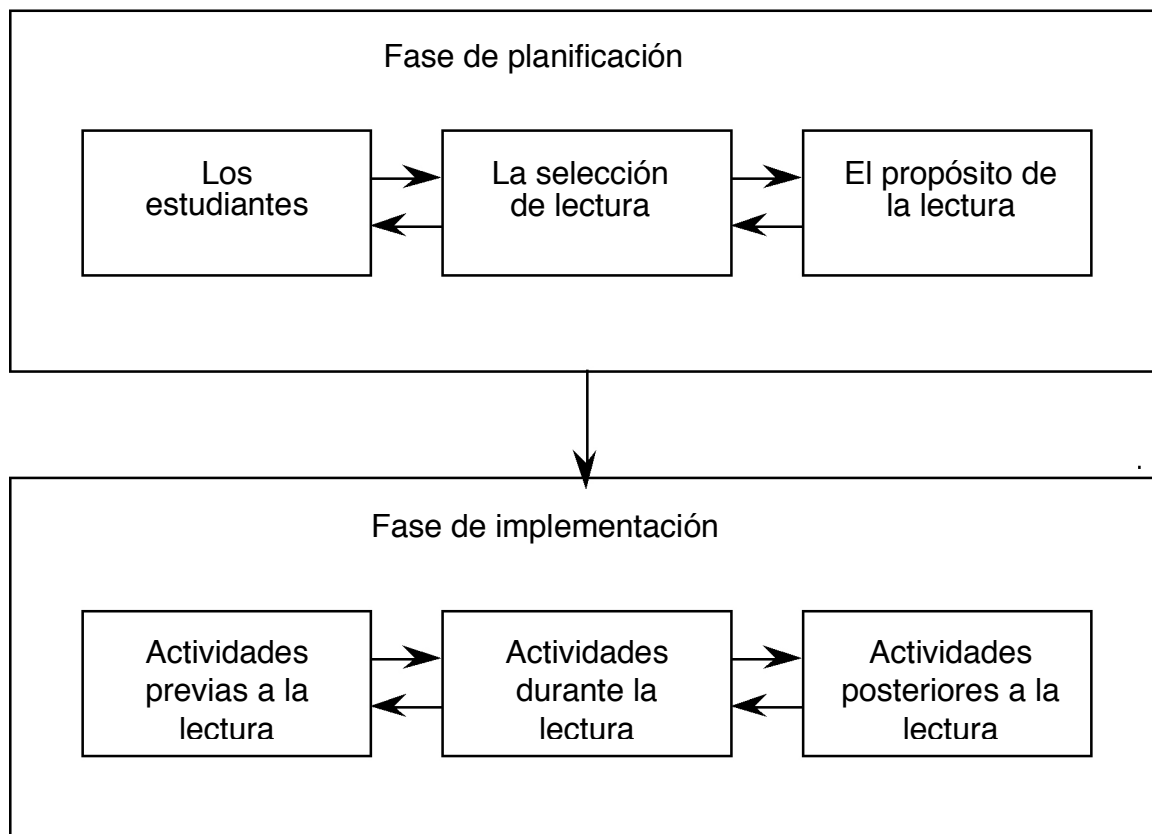 Fase de planificación
Los
estudiantes
La selección
de lectura
El propósito de
la lectura
.
Fase de implementación
Actividades
previas a la
lectura
Actividades
durante la
lectura
Actividades
posteriores a la
lectura